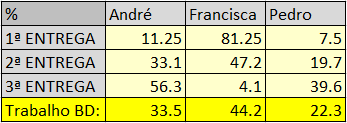 % André Francisca Pedro
1ª ENTREGA 11.25 81.25 7.5
2ª ENTREGA 33.1 47.2 19.7
3ª ENTREGA 56.3 4.1 39.6
Trabalho BD: 33.5 44.2 22.3